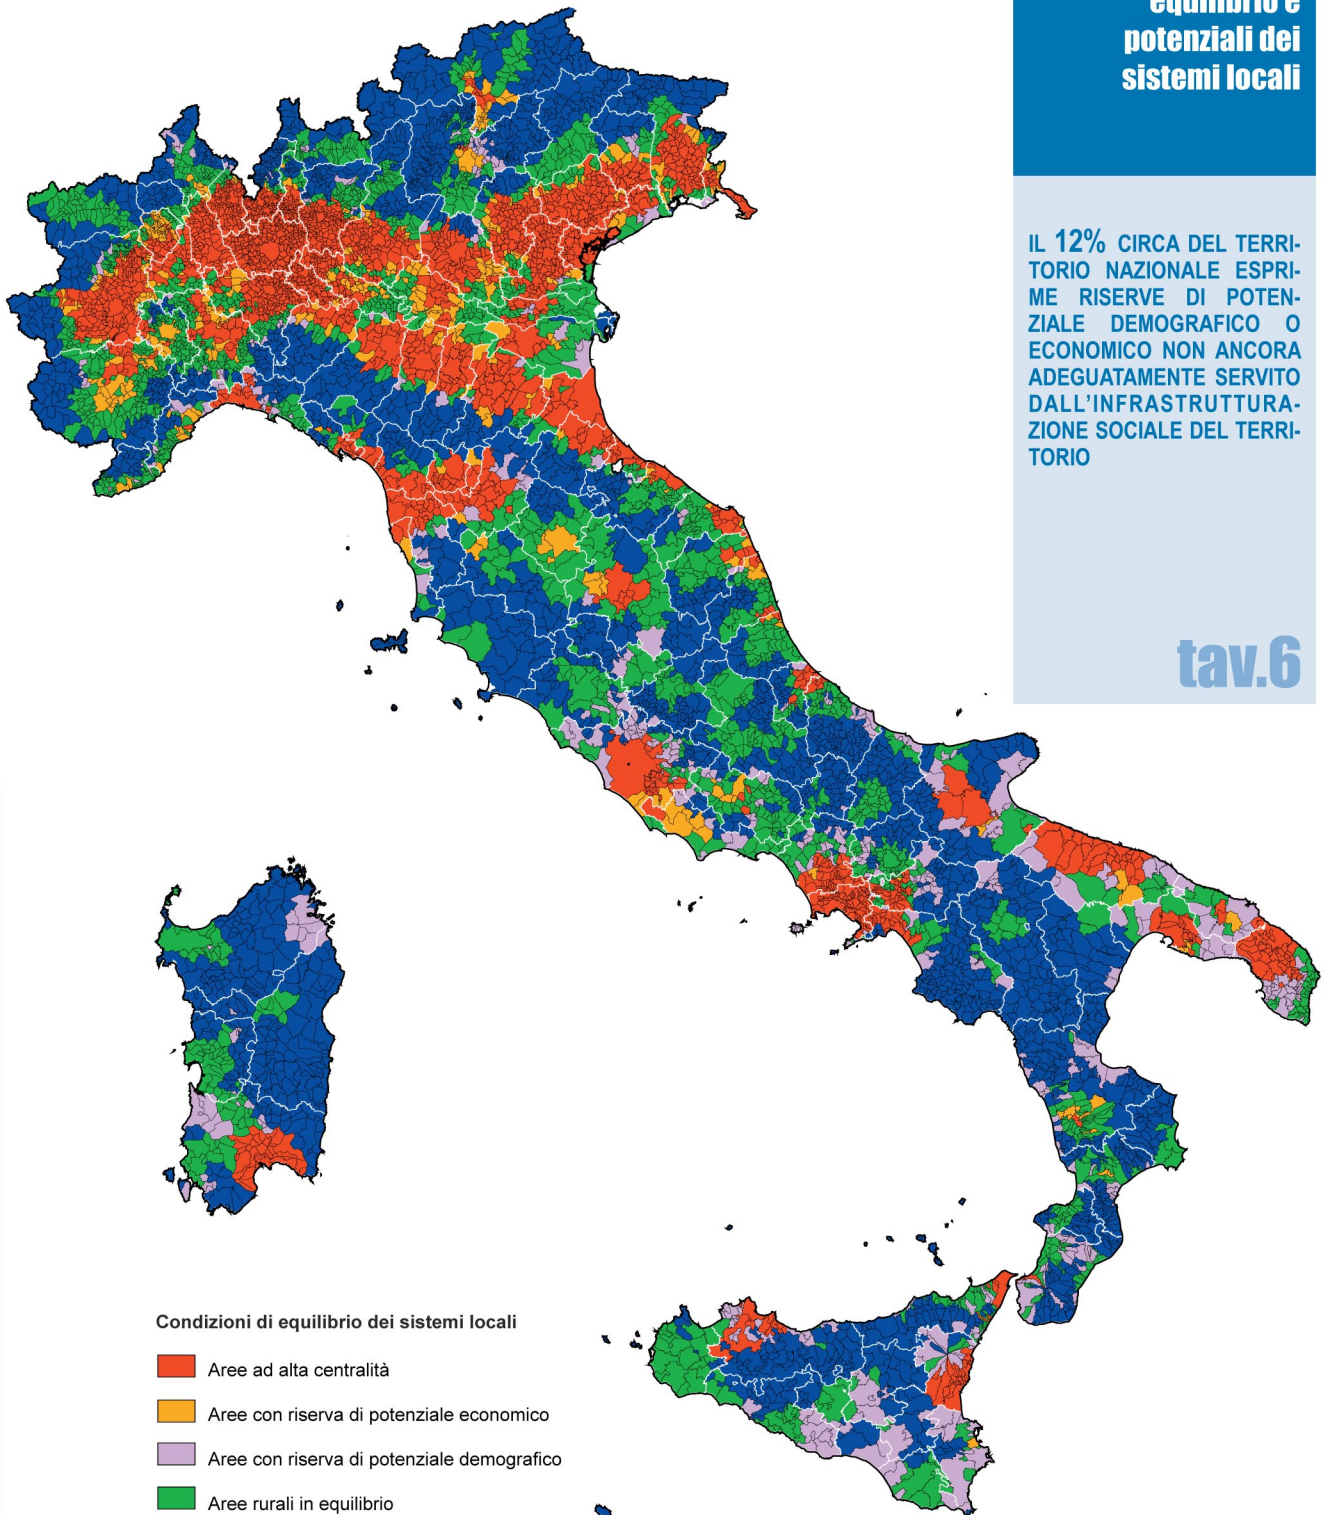 equilibrio e
potenziali dei
sistemi locali
IL 12% CIRCA DEL TERRI-
TORIO NAZIONALE ESPRI-
ME RISERVE DI POTEN-
ZIALE DEMOGRAFICO O
ECONOMICO NON ANCORA
ADEGUATAMENTE SERVITO
DALL'INFRASTRUTTURA-
ZIONE SOCIALE DEL TERRI-
TORIO
tav.6
Condizioni di equilibrio dei sistemi locali
Aree ad alta centralità
Aree con riserva di potenziale economico
Aree con riserva di potenziale demografico
Aree rurali in equilibrio